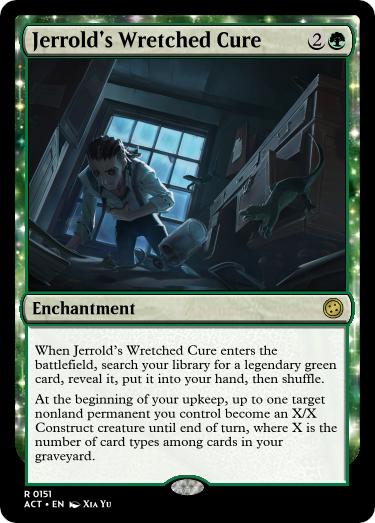 Jerrold's Wretched Cure 2
Enchantment
When Jerrold's Wretched Cure enters the
battlefield, search your library for a legendary green
card, reveal it, put it into your hand, then shuffle.
At the beginning of your upkeep, up to one target
nonland permanent you control become an X/X
Construct creature until end of turn, where X is the
number of card types among cards in your
graveyard.
R 0151
ACT • EN Xia Yu